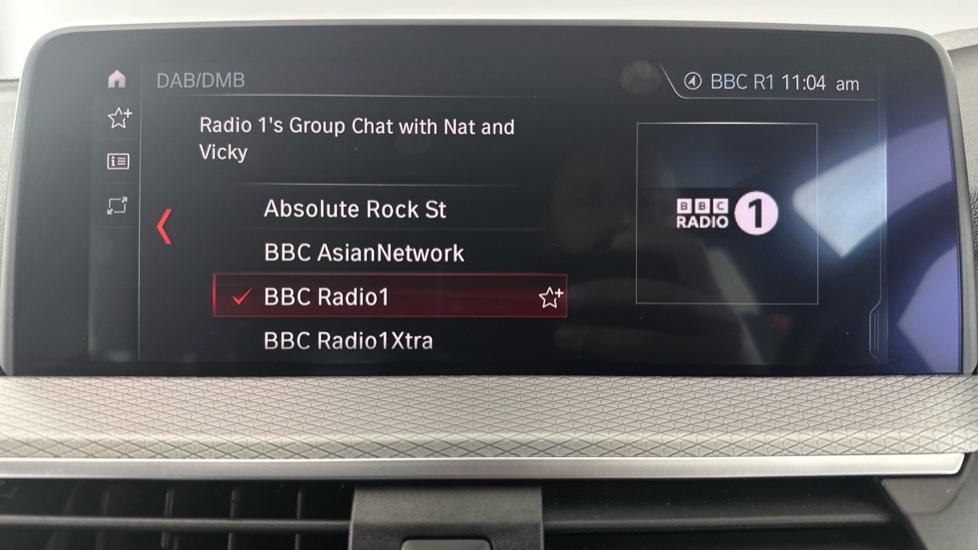 DAB/DMB
BBC R1 11:04 am
Radio 1's Group Chat with Nat and
Vicky
Absolute Rock St
BBC AsianNetwork
BBC Radio1
BBC Radio1Xtra
BBC
RADIO 1